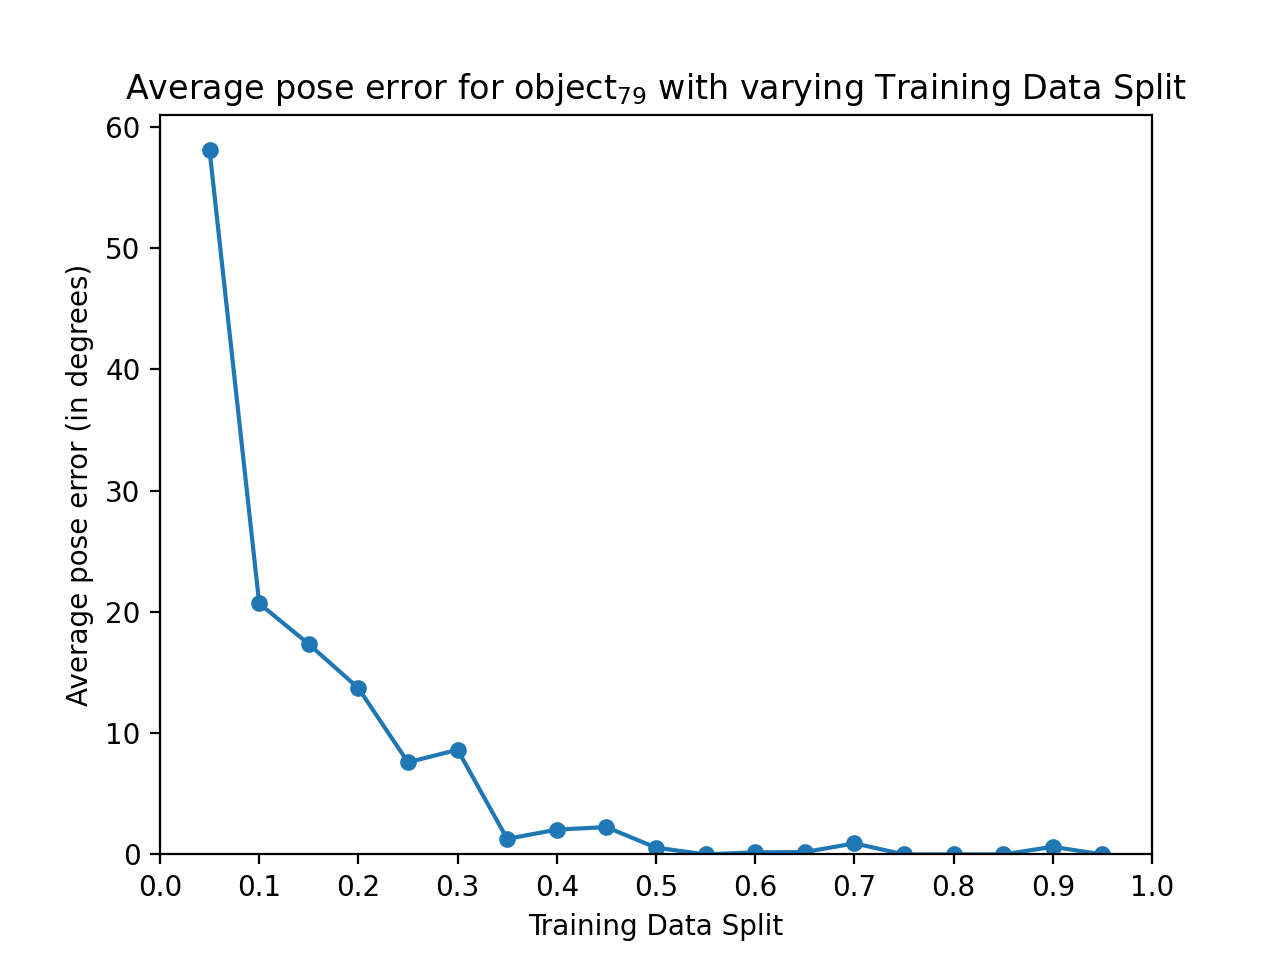 Average pose error for object₇₉ with varying Training Data Split
60
50
40
30
20
10
0
Average pose error (in degrees)
0.0 0.1 0.2 0.3 0.4 0.5 0.6 0.7 0.8 0.9 1.0
Training Data Split